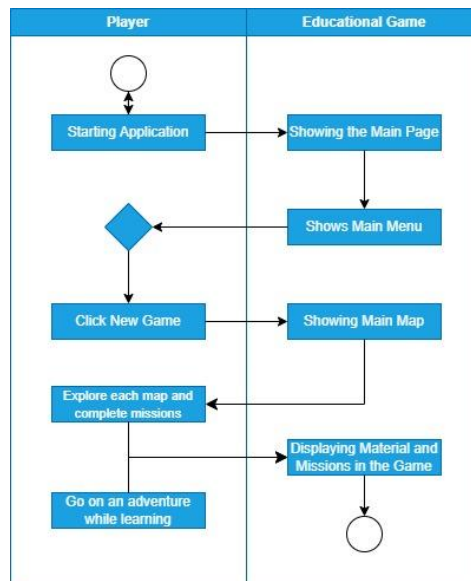 Player
Educational Game
Starting Application
Showing the Main Page
Shows Main Menu
Click New Game
Showing Main Map
Explore each map and
complete missions
Displaying Material and
Missions in the Game
Go on an adventure
while learning